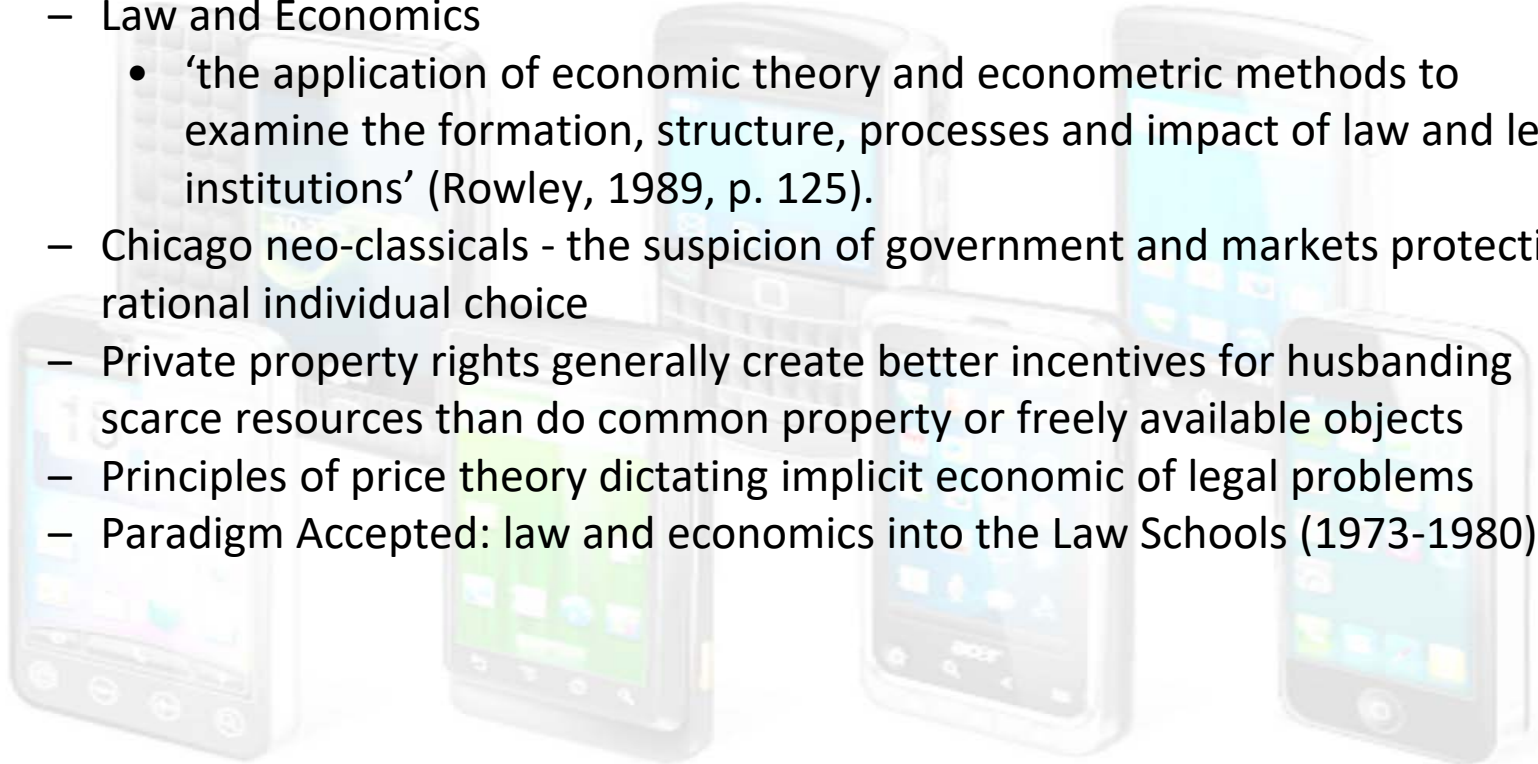 – Law and Economics
• ‘the application of economic theory and econometric methods to
examine the formation, structure, processes and impact of law and le
institutions’ (Rowley, 1989, p. 125).
– Chicago neo-classicals - the suspicion of government and markets protecti
rational individual choice
– Private property rights generally create better incentives for husbanding
scarce resources than do common property or freely available objects
– Principles of price theory dictating implicit economic of legal problems
– Paradigm Accepted: law and economics into the Law Schools (1973-1980)
acer